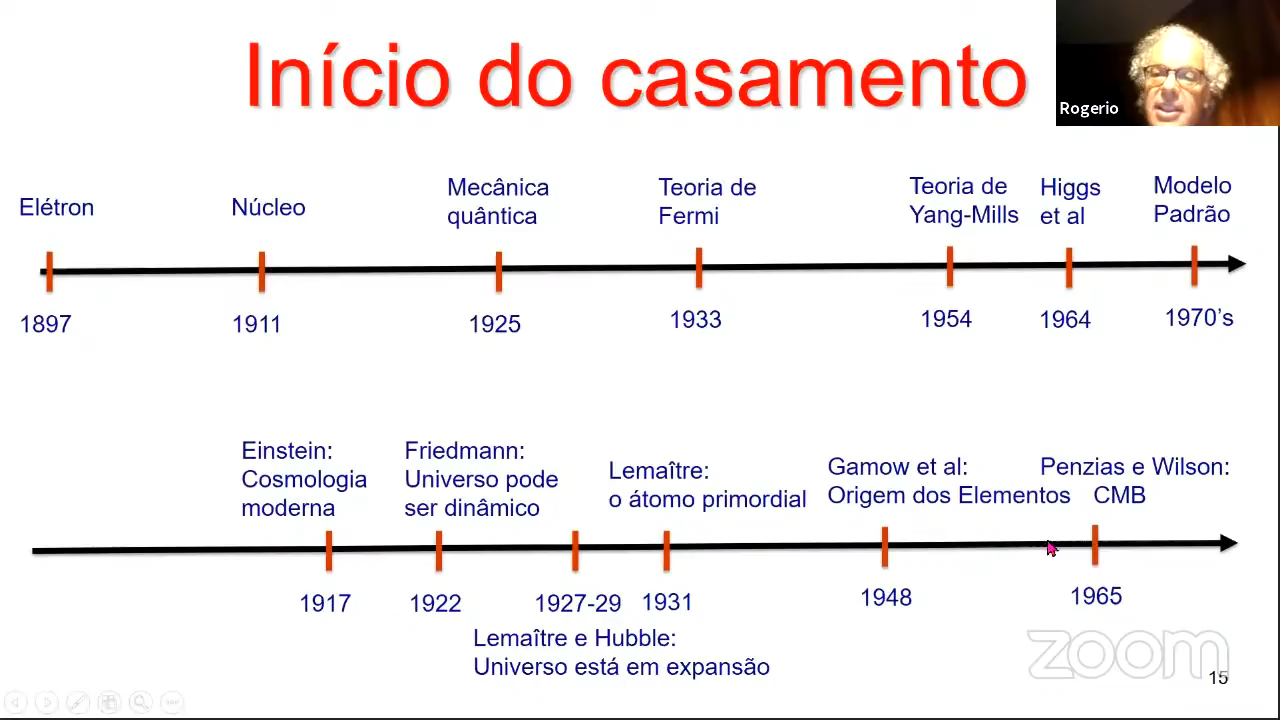 Início do casamento
Rogerio
Elétron
Núcleo
Mecânica
quântica
Teoria de
Fermi
Teoria de
Yang-Mills
Higgs
et al
Modelo
Padrão
1897
1911
1925
1933
1954
1964
1970’s
Einstein:
Cosmologia
moderna
Friedmann:
Universo pode
ser dinâmico
Lemaître:
o átomo primordial
Gamow et al:
Origem dos Elementos
Penzias e Wilson:
CMB
1917
1922
1927-29
1931
1948
1965
Lemaître e Hubble:
Universo está em expansão
zoom
15